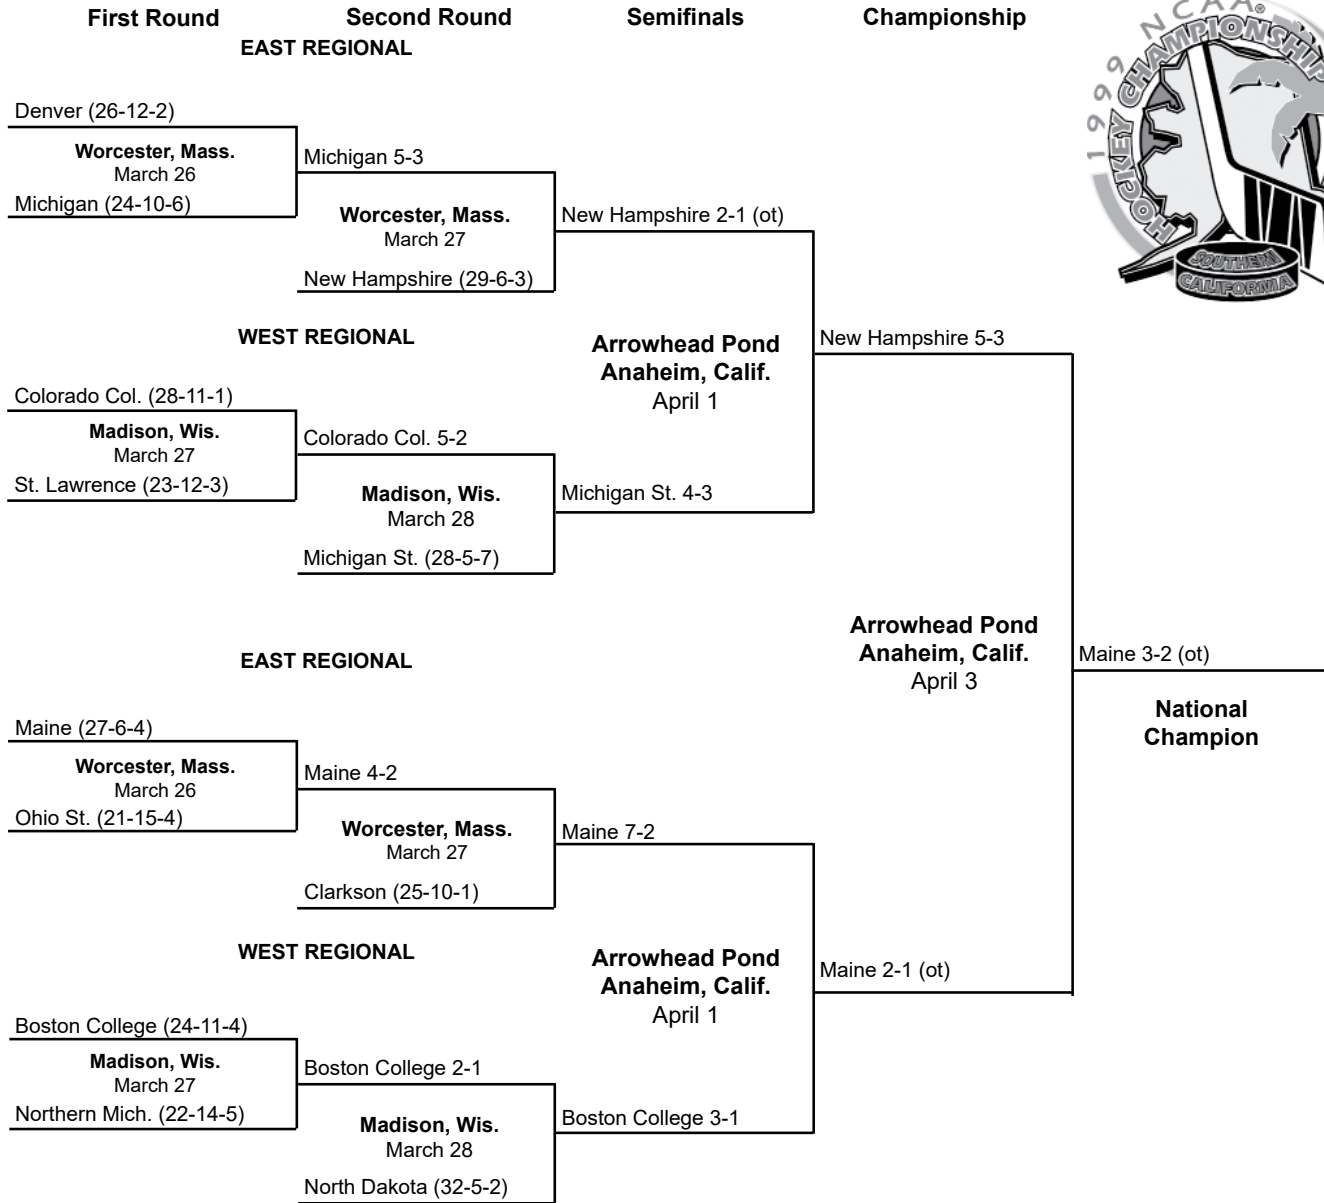 First Round
Second Round
Semifinals
Championship
EAST REGIONAL
Denver (26-12-2)
Worcester, Mass.
March 26
Michigan (24-10-6)
Michigan 5-3
Worcester, Mass.
March 27
New Hampshire (29-6-3)
New Hampshire 2-1 (ot)
WEST REGIONAL
Colorado Col. (28-11-1)
Madison, Wis.
March 27
St. Lawrence (23-12-3)
Colorado Col. 5-2
Madison, Wis.
March 28
Michigan St. (28-5-7)
Michigan St. 4-3
Arrowhead Pond
Anaheim, Calif.
April 1
New Hampshire 5-3
EAST REGIONAL
Maine (27-6-4)
Worcester, Mass.
March 26
Ohio St. (21-15-4)
Maine 4-2
Worcester, Mass.
March 27
Clarkson (25-10-1)
Maine 7-2
WEST REGIONAL
Boston College (24-11-4)
Madison, Wis.
March 27
Northern Mich. (22-14-5)
Boston College 2-1
Madison, Wis.
March 28
North Dakota (32-5-2)
Boston College 3-1
Arrowhead Pond
Anaheim, Calif.
April 1
Maine 2-1 (ot)
Arrowhead Pond
Anaheim, Calif.
April 3
Maine 3-2 (ot)
National
Champion
1999 NCAA®
HOCKEY CHAMPIONSHIP
SOUTHERN
CALIFORNIA